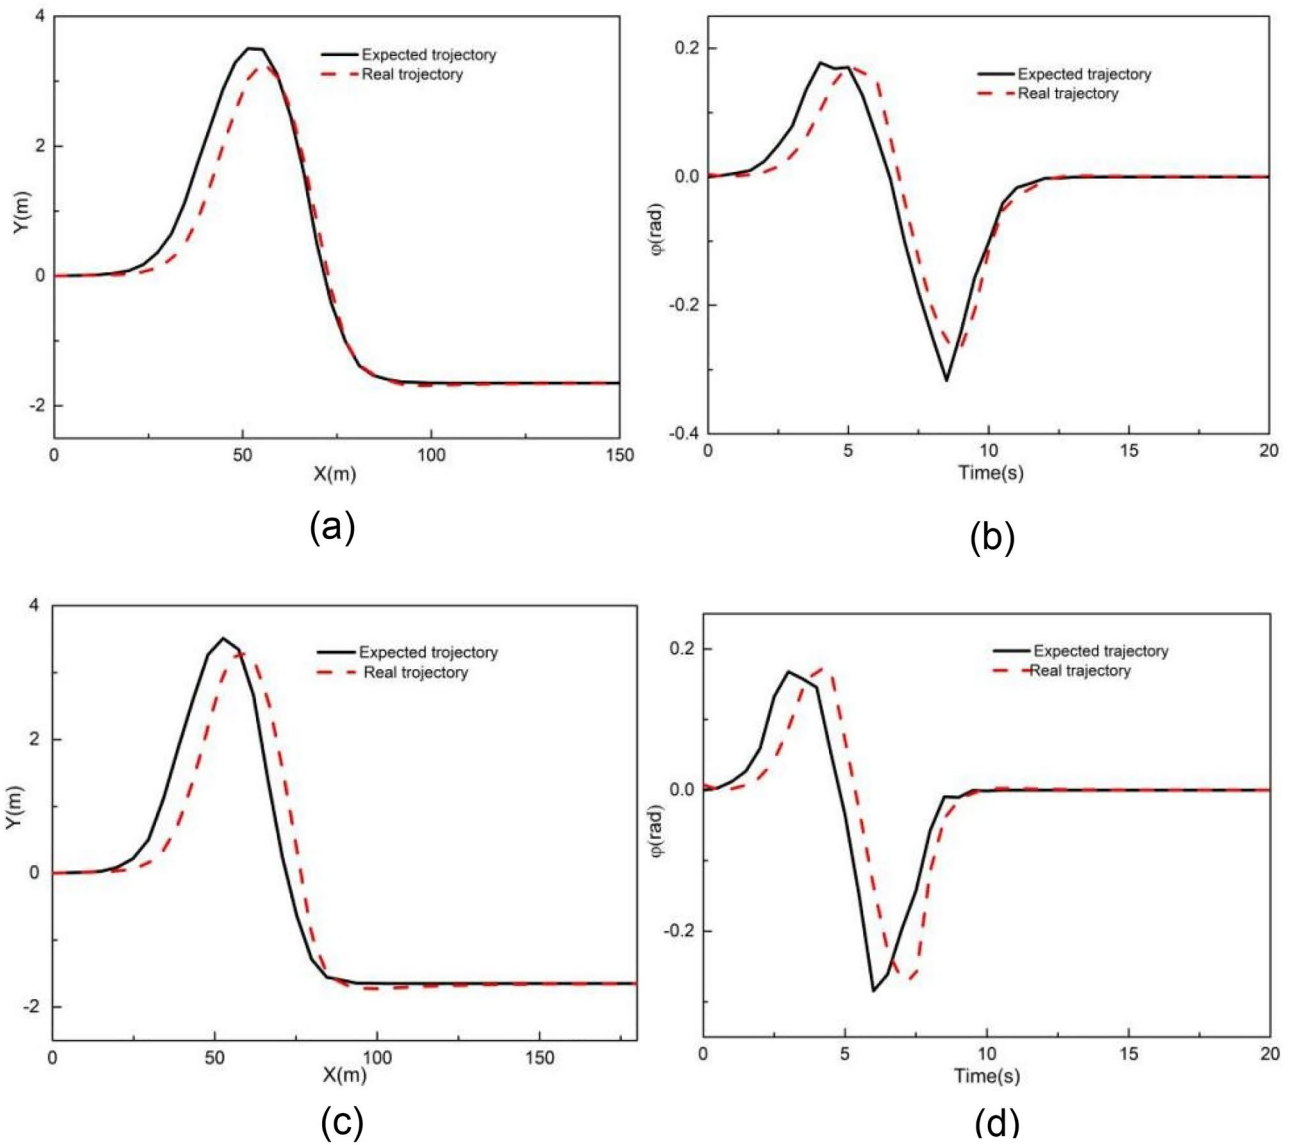 4
2
0
-2
Y(m)
Expected trojectory
Real trojectory
0
50
100
150
X(m)
(a)
0.2
0.0
-0.2
-0.4
φ(rad)
Expected trajectory
Real trajectory
0
5
10
15
20
Time(s)
(b)
4
2
0
-2
Y(m)
Expected trojectory
Real trojectory
0
50
100
150
X(m)
(c)
0.2
0.0
-0.2
φ(rad)
Expected trajectory
Real trajectory
0
5
10
15
20
Time(s)
(d)